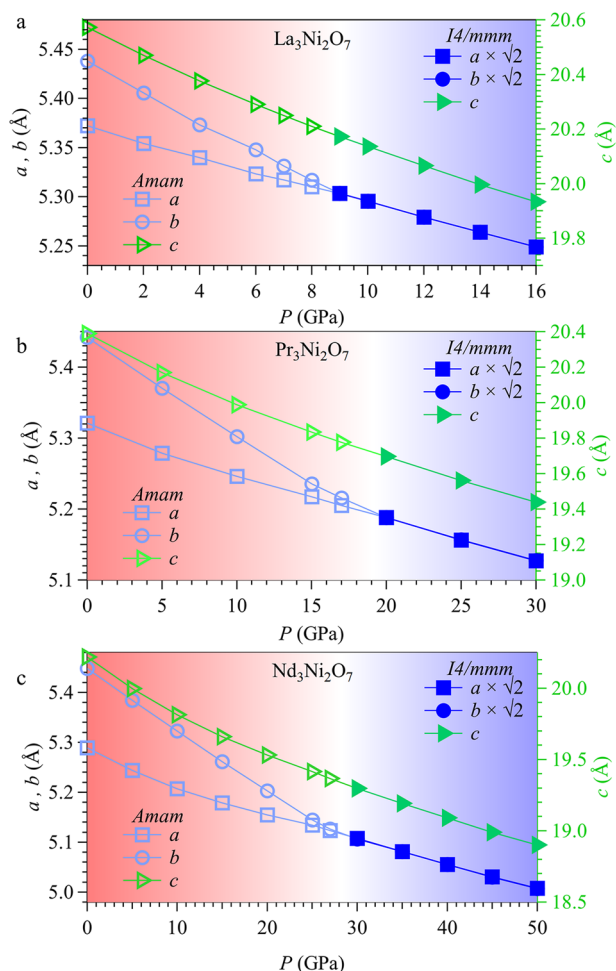 a
La₃Ni₂O₇
I4/mmm
a × √2
b × √2
c
Amam
a
b
c
5.45
5.40
5.35
5.30
5.25
a , b (Å)
20.6
20.4
20.2
20.0
19.8
c (Å)
0 2 4 6 8 10 12 14 16
P (GPa)
b
Pr₃Ni₂O₇
I4/mmm
a × √2
b × √2
c
Amam
a
b
c
5.4
5.3
5.2
5.1
a , b (Å)
20.4
20.2
20.0
19.8
19.6
19.4
19.2
19.0
c (Å)
0 5 10 15 20 25 30
P (GPa)
c
Nd₃Ni₂O₇
I4/mmm
a × √2
b × √2
c
Amam
a
b
c
5.4
5.3
5.2
5.1
5.0
a , b (Å)
20.0
19.5
19.0
18.5
c (Å)
0 10 20 30 40 50
P (GPa)